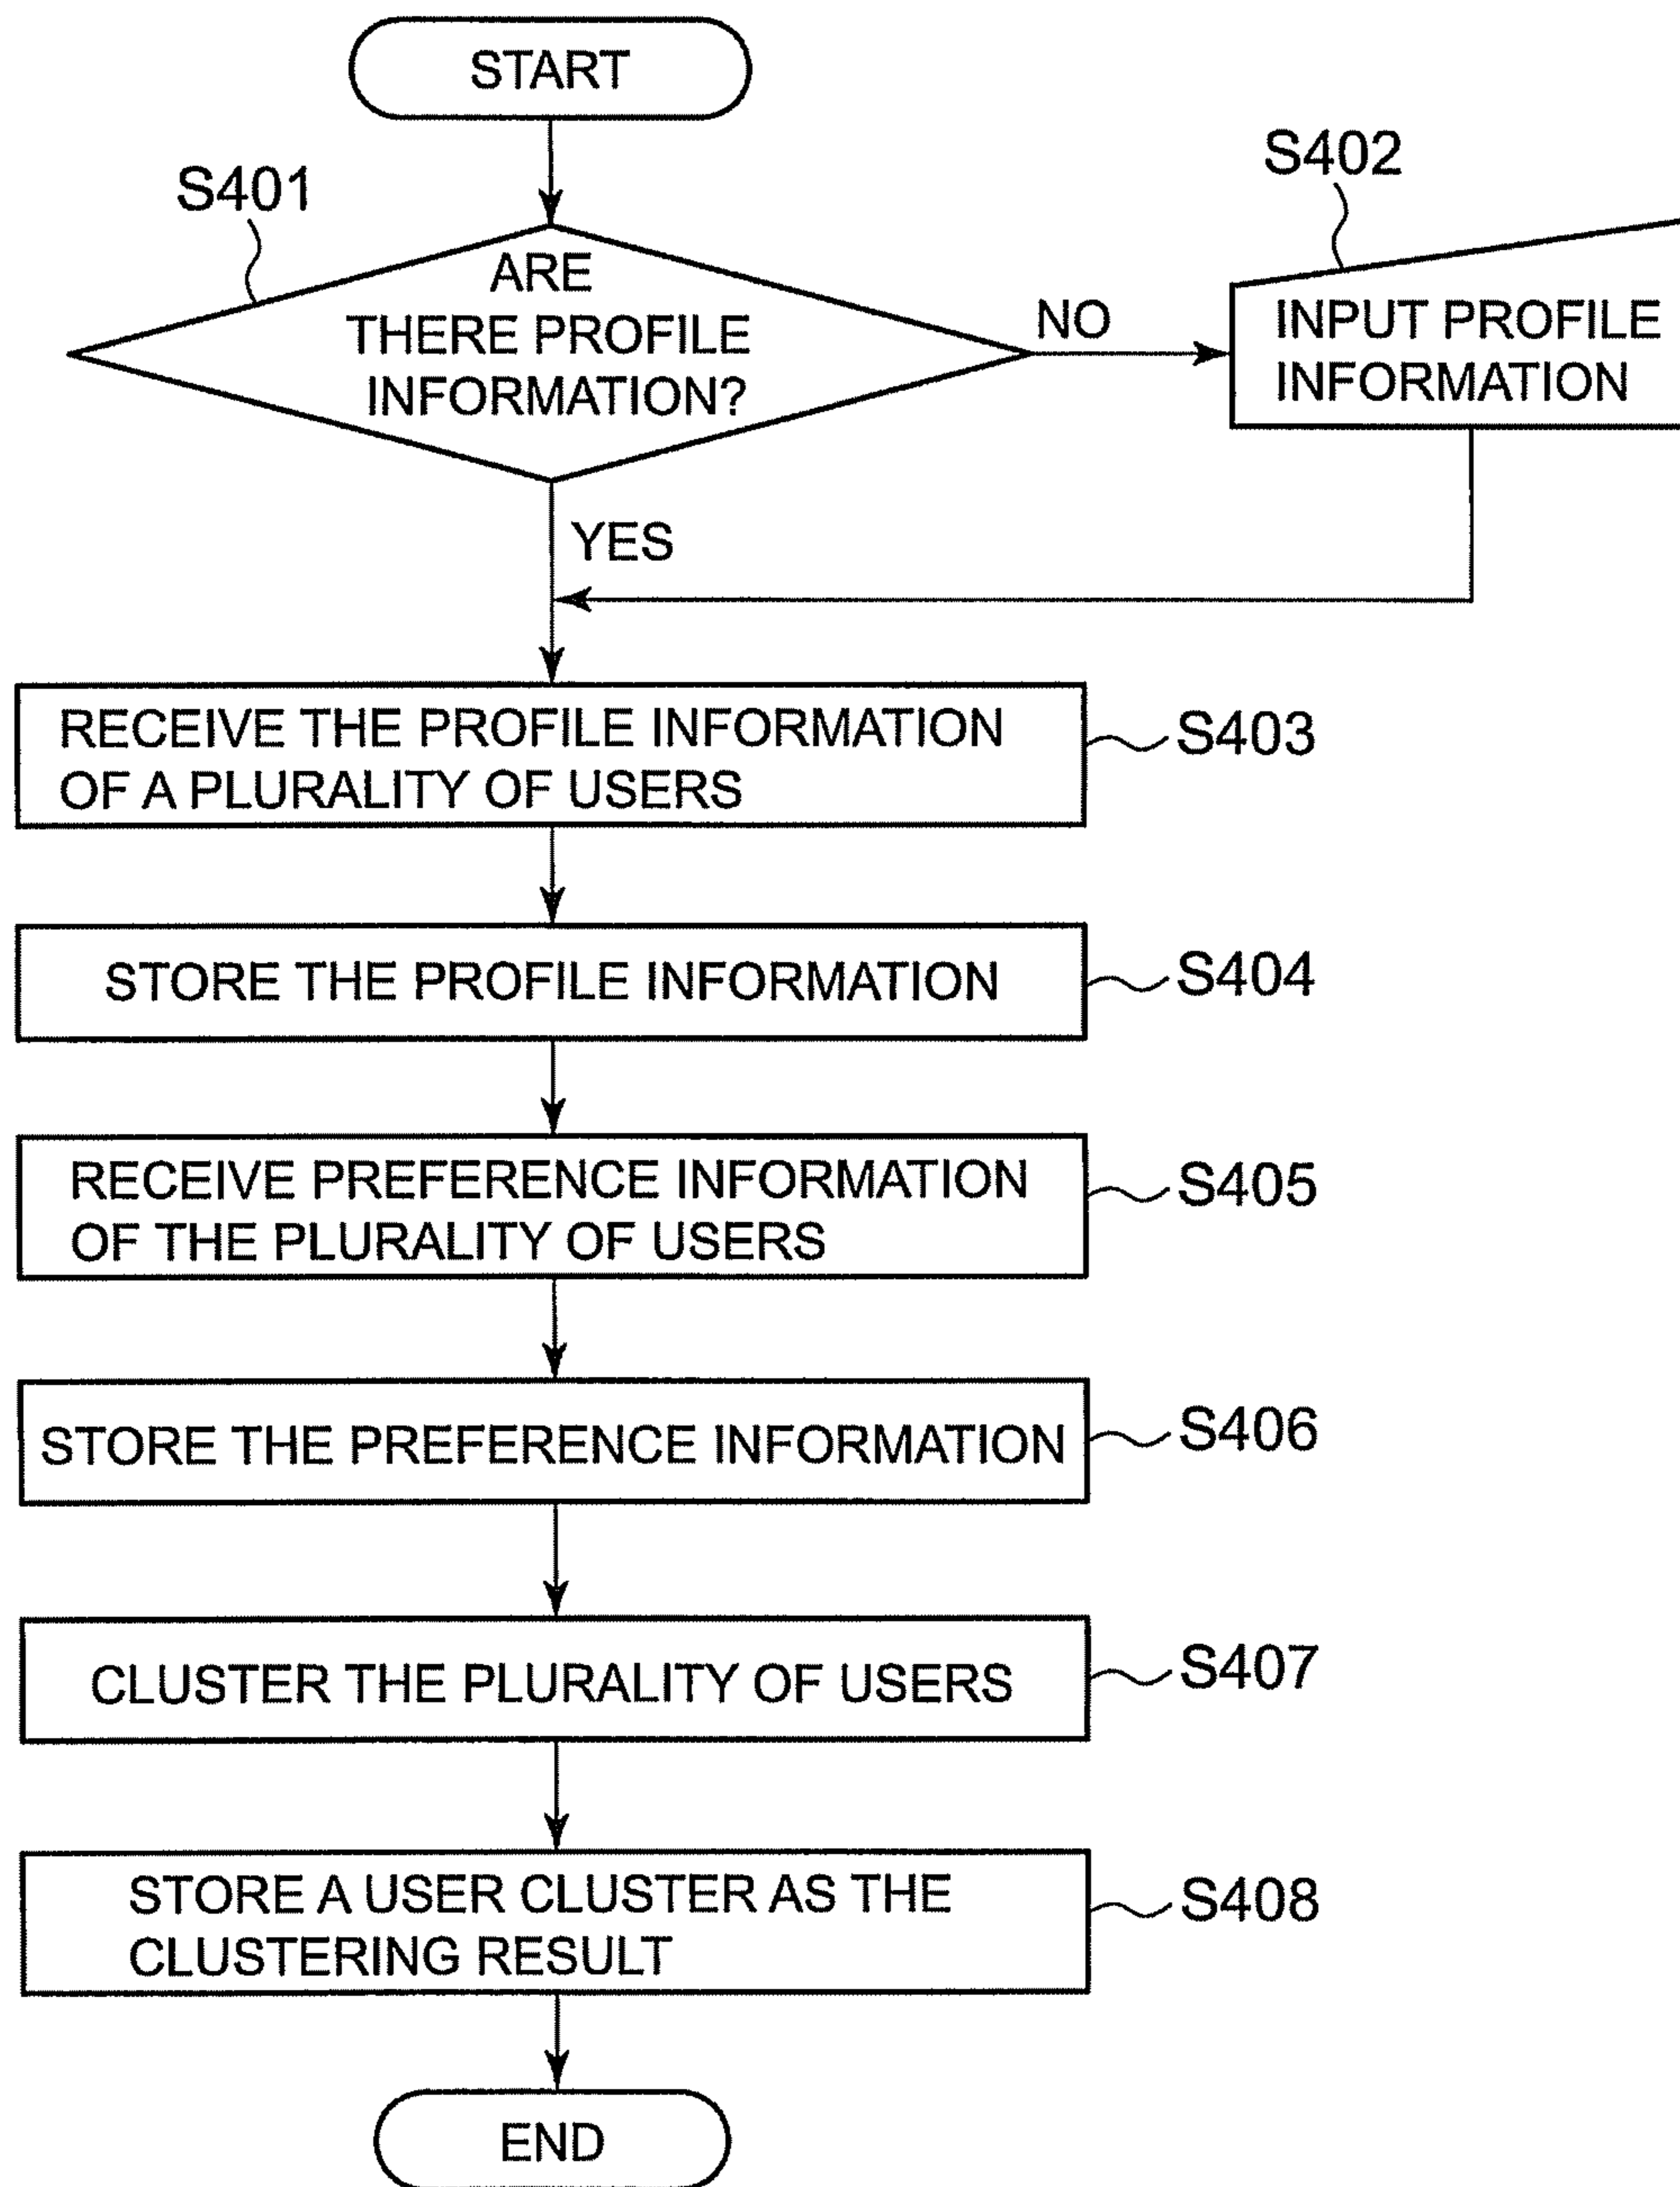 START
S401
S402
ARE
THERE PROFILE
INFORMATION?
NO
INPUT PROFILE
INFORMATION
YES
RECEIVE THE PROFILE INFORMATION
OF A PLURALITY OF USERS
S403
STORE THE PROFILE INFORMATION
S404
RECEIVE PREFERENCE INFORMATION
OF THE PLURALITY OF USERS
S405
STORE THE PREFERENCE INFORMATION
S406
CLUSTER THE PLURALITY OF USERS
S407
STORE A USER CLUSTER AS THE
CLUSTERING RESULT
S408
END